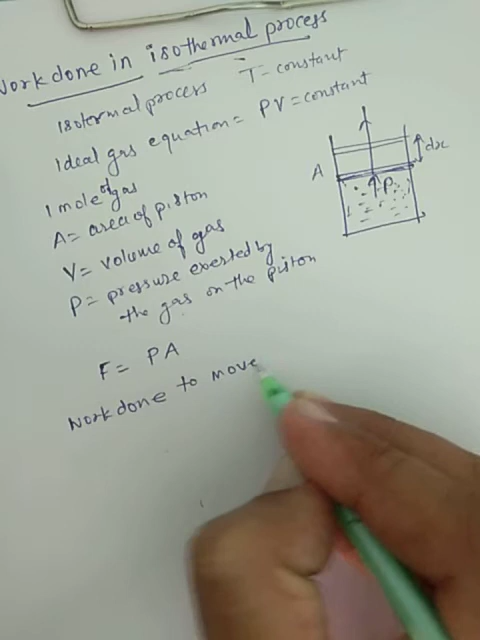 Work done in isothermal process
Isotermal process T = constant
Ideal gas equation = PV = constant
1 mole of gas
A = area of piston
V = volume of gas
P = pressure exerted by
the gas on the piston
A
P
dx
F = PA
Work done to move